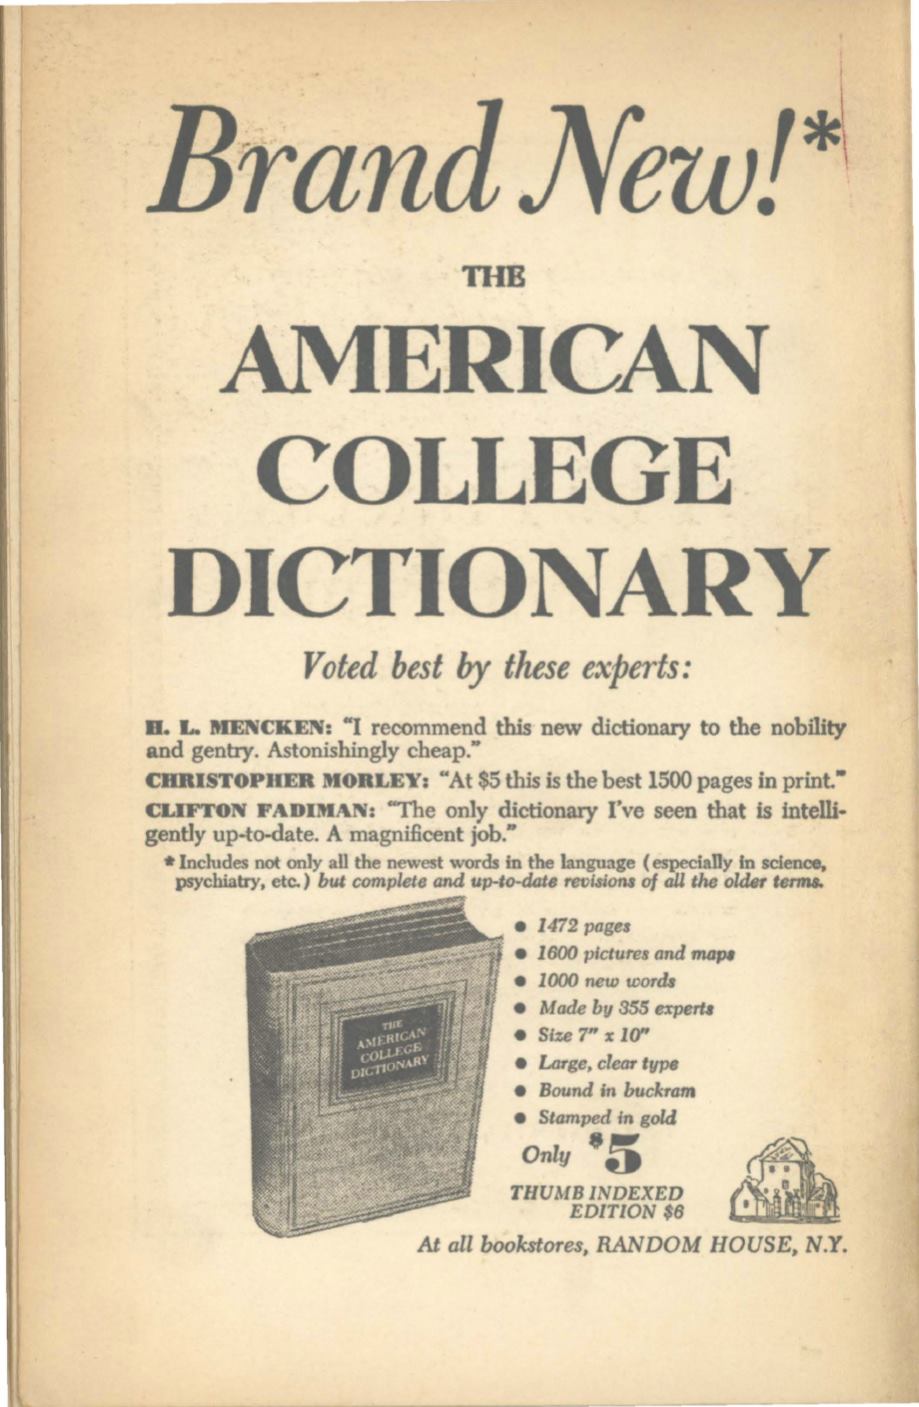 Brand New!*
THE
AMERICAN
COLLEGE
DICTIONARY
Voted best by these experts:
H. L. MENCKEN: “I recommend this new dictionary to the nobility
and gentry. Astonishingly cheap.”
CHRISTOPHER MORLEY: “At $5 this is the best 1500 pages in print.”
CLIFTON FADIMAN: “The only dictionary I’ve seen that is intelli-
gently up-to-date. A magnificent job.”
* Includes not only all the newest words in the language (especially in science,
psychiatry, etc.) but complete and up-to-date revisions of all the older terms.
THE
AMERICAN
COLLEGE
DICTIONARY
● 1472 pages
● 1600 pictures and maps
● 1000 new words
● Made by 355 experts
● Size 7” x 10”
● Large, clear type
● Bound in buckram
● Stamped in gold
Only $5
THUMB INDEXED
EDITION $6
At all bookstores, RANDOM HOUSE, N.Y.